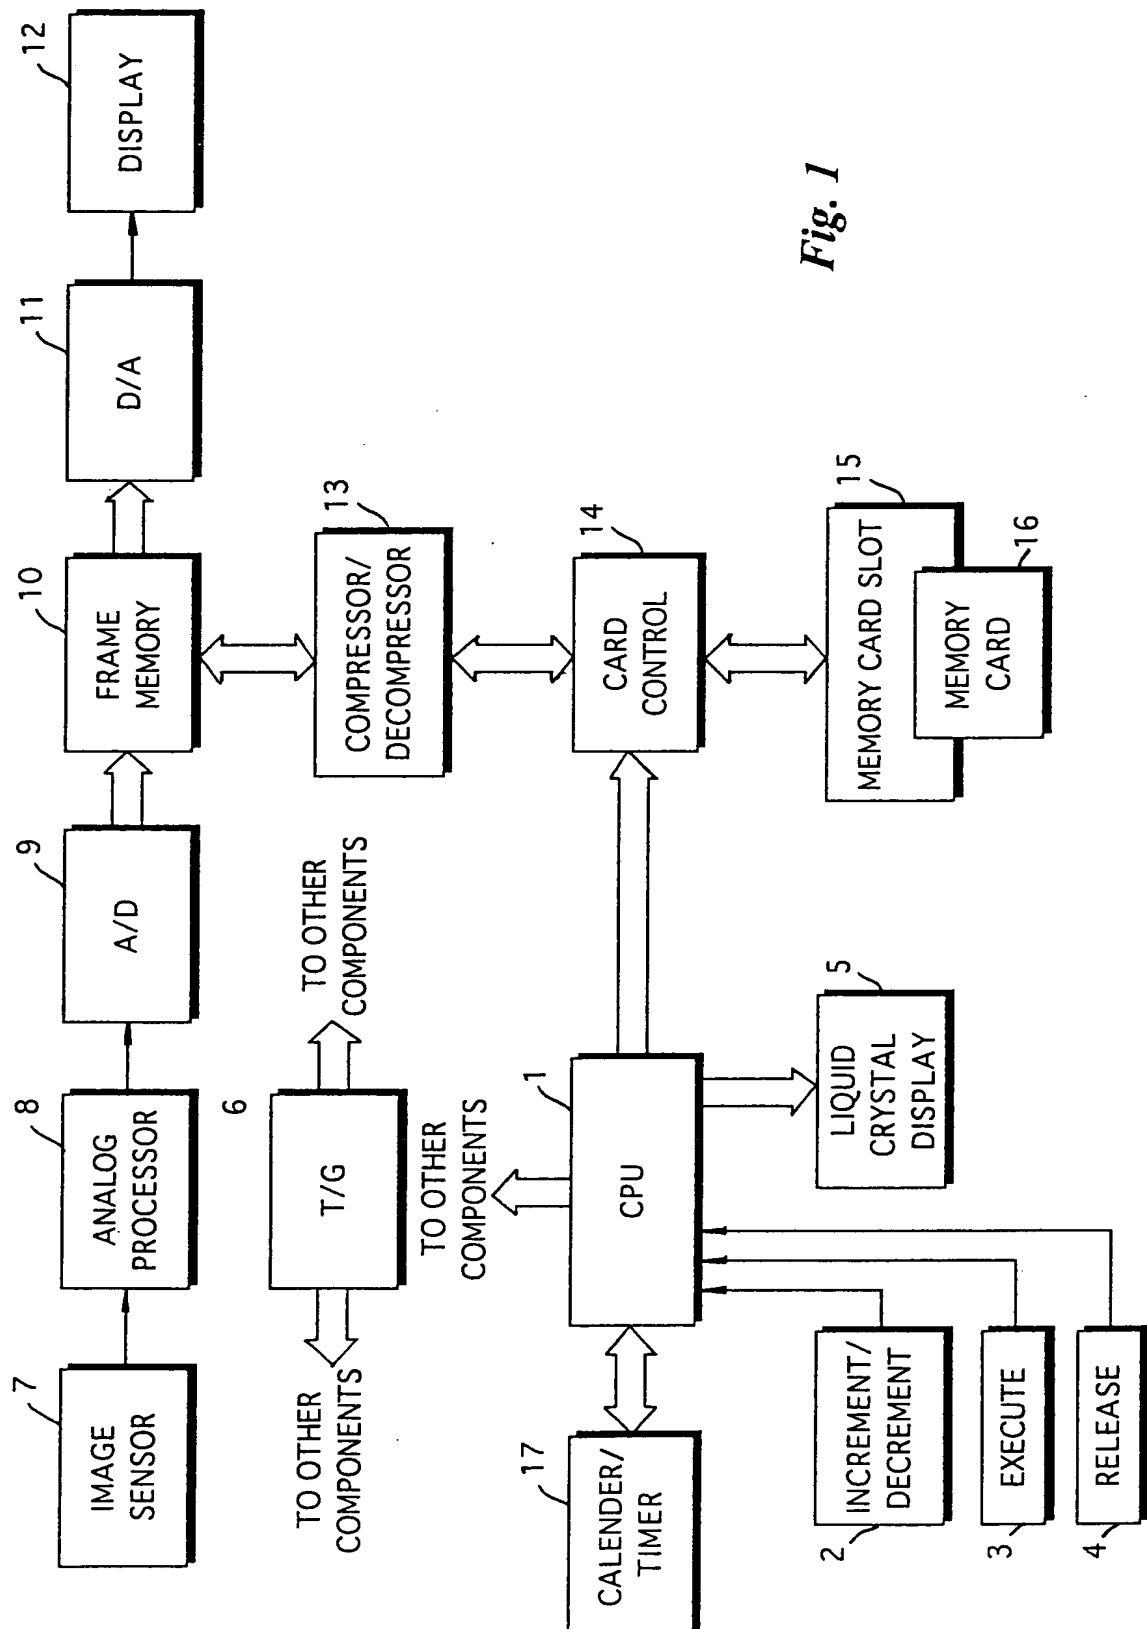 7
IMAGE
SENSOR
8
ANALOG
PROCESSOR
9
A/D
10
FRAME
MEMORY
11
D/A
12
DISPLAY
TO OTHER
COMPONENTS
6
T/G
TO OTHER
COMPONENTS
13
COMPRESSOR/
DECOMPRESSOR
TO OTHER
COMPONENTS
17
CALENDER/
TIMER
1
CPU
14
CARD
CONTROL
2
INCREMENT/
DECREMENT
3
EXECUTE
4
RELEASE
5
LIQUID
CRYSTAL
DISPLAY
15
MEMORY CARD SLOT
16
MEMORY
CARD
Fig. 1